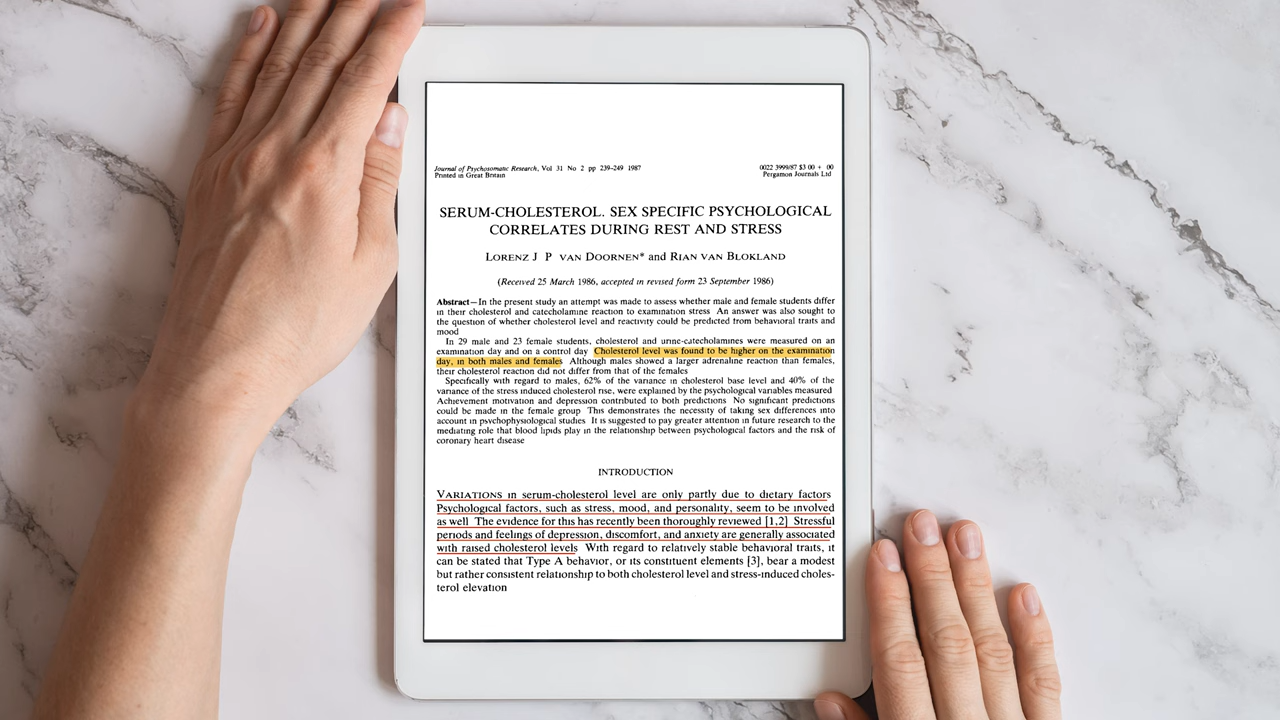 Journal of Psychosomatic Research, Vol 31 No 2 pp 239–249 1987
Printed in Great Britain
0022 3999/87 $3 00 + 00
Pergamon Journals Ltd
SERUM-CHOLESTEROL. SEX SPECIFIC PSYCHOLOGICAL
CORRELATES DURING REST AND STRESS
LORENZ J P VAN DOORNEN* and RIAN VAN BLOKLAND
(Received 25 March 1986, accepted in revised form 23 September 1986)
Abstract—In the present study an attempt was made to assess whether male and female students differ
in their cholesterol and catecholamine reaction to examination stress An answer was also sought to
the question of whether cholesterol level and reactivity could be predicted from behavioral traits and
mood
In 29 male and 23 female students, cholesterol and urine-catecholamines were measured on an
examination day and on a control day Cholesterol level was found to be higher on the examination
day, in both males and females Although males showed a larger adrenaline reaction than females,
their cholesterol reaction did not differ from that of the females
Specifically with regard to males, 62% of the variance in cholesterol base level and 40% of the
variance of the stress induced cholesterol rise, were explained by the psychological variables measured
Achievement motivation and depression contributed to both predictions No significant predictions
could be made in the female group This demonstrates the necessity of taking sex differences into
account in psychophysiological studies It is suggested to pay greater attention in future research to the
mediating role that blood lipids play in the relationship between psychological factors and the risk of
coronary heart disease
INTRODUCTION
VARIATIONS in serum-cholesterol level are only partly due to dietary factors
Psychological factors, such as stress, mood, and personality, seem to be involved
as well The evidence for this has recently been thoroughly reviewed [1,2] Stressful
periods and feelings of depression, discomfort, and anxiety are generally associated
with raised cholesterol levels With regard to relatively stable behavioral traits, it
can be stated that Type A behavior, or its constituent elements [3], bear a modest
but rather consistent relationship to both cholesterol level and stress-induced choles-
terol elevation